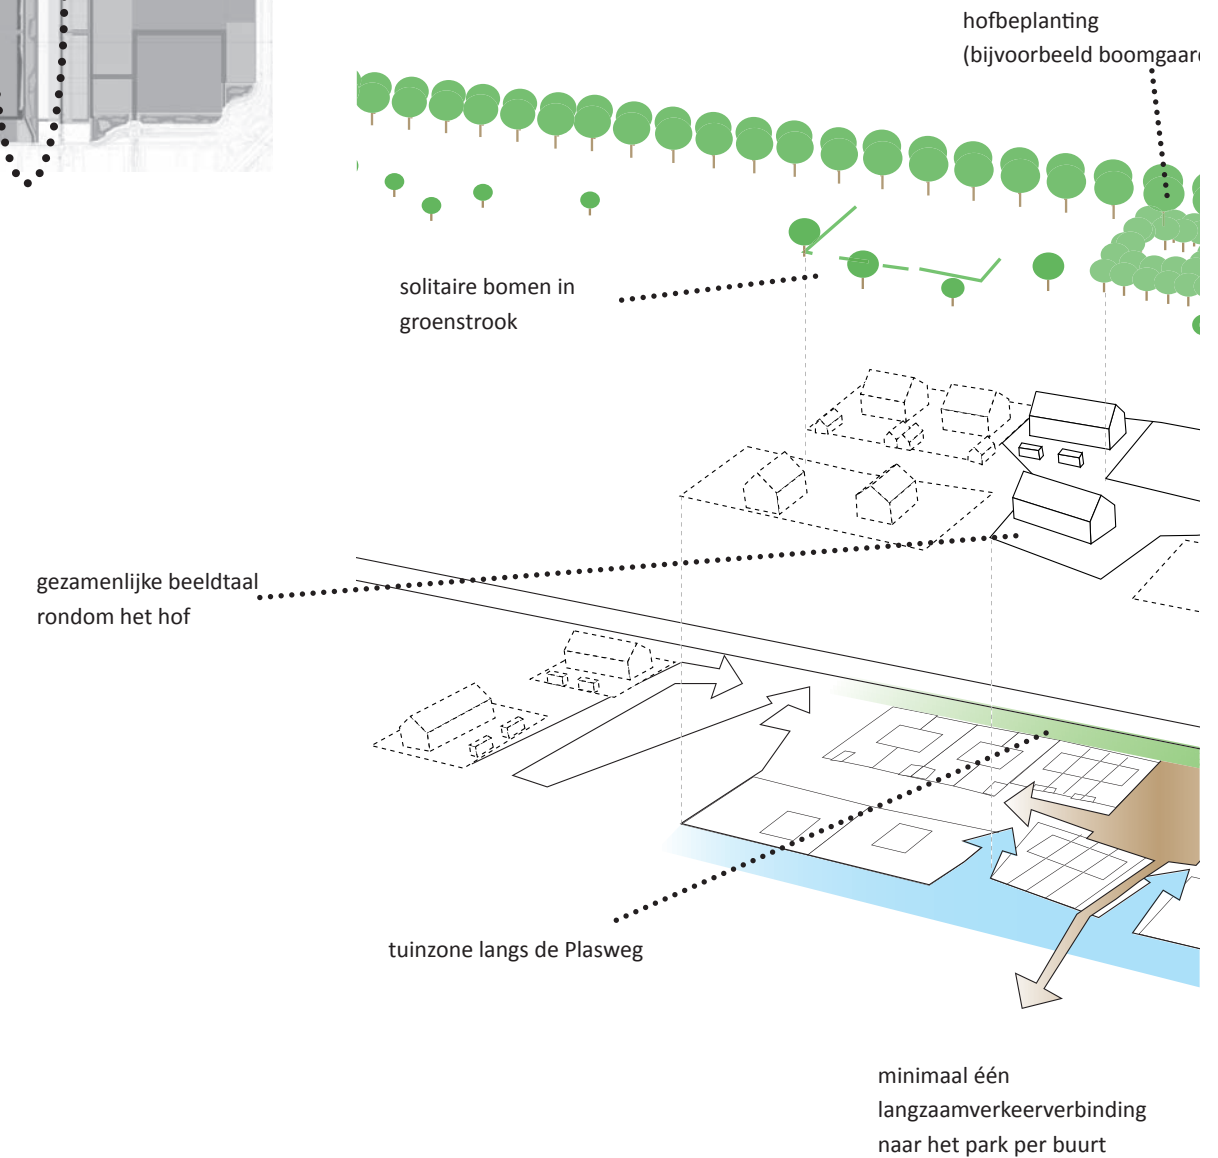 hofbeplanting
(bijvoorbeeld boomgaard
solitaire bomen in
groenstrook
gezamenlijke beeldtaal
rondom het hof
tuinzone langs de Plasweg
minimaal één
langzaamverkeerverbinding
naar het park per buurt